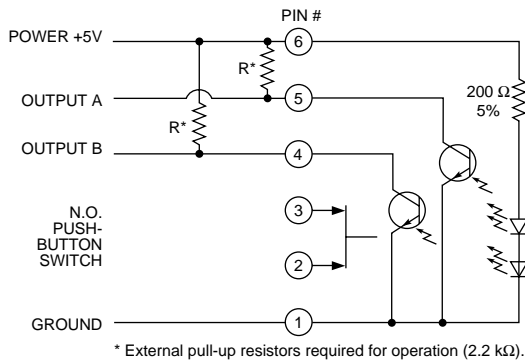 PIN #
POWER +5V
6
R*
OUTPUT A
5
200 Ω
5%
R*
OUTPUT B
4
N.O.
PUSH-
BUTTON
SWITCH
3
2
GROUND
1
* External pull-up resistors required for operation (2.2 kΩ).